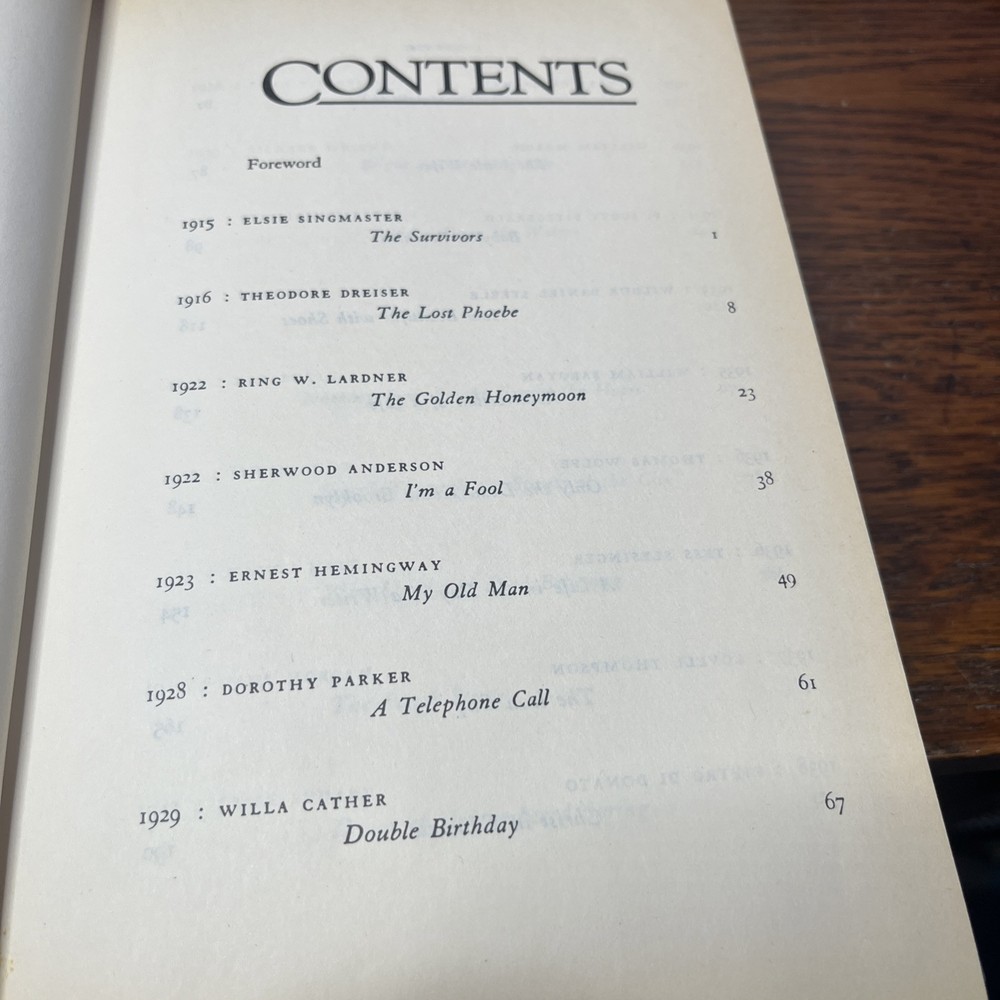 CONTENTS
Foreword
1915 : ELSIE SINGMASTER
The Survivors 1
1916 : THEODORE DREISER
The Lost Phoebe 8
1922 : RING W. LARDNER
The Golden Honeymoon 23
1922 : SHERWOOD ANDERSON
I'm a Fool 38
1923 : ERNEST HEMINGWAY
My Old Man 49
1928 : DOROTHY PARKER
A Telephone Call 61
1929 : WILLA CATHER
Double Birthday 67